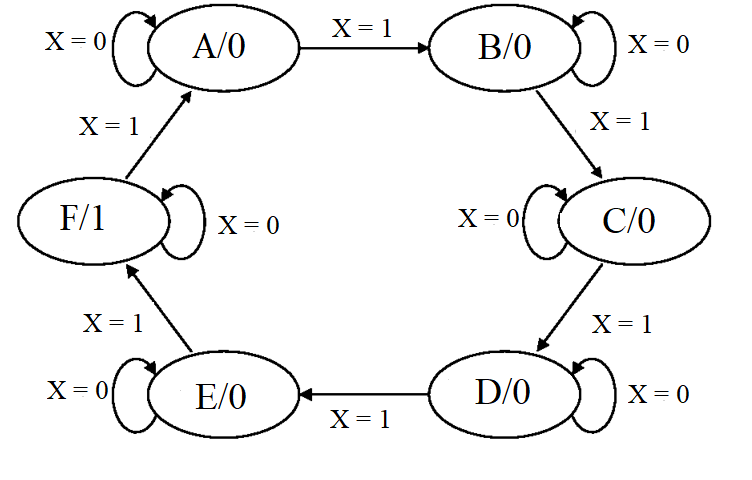 X = 0
A/0
X = 1
B/0
X = 0
X = 1
X = 1
F/1
X = 0
X = 0
C/0
X = 1
X = 1
X = 0
E/0
X = 1
D/0
X = 0